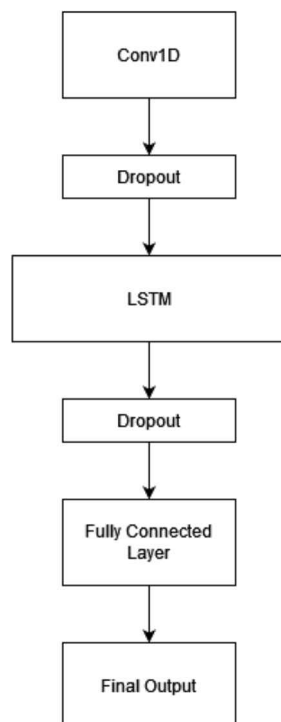 Conv1D
Dropout
LSTM
Dropout
Fully Connected
Layer
Final Output